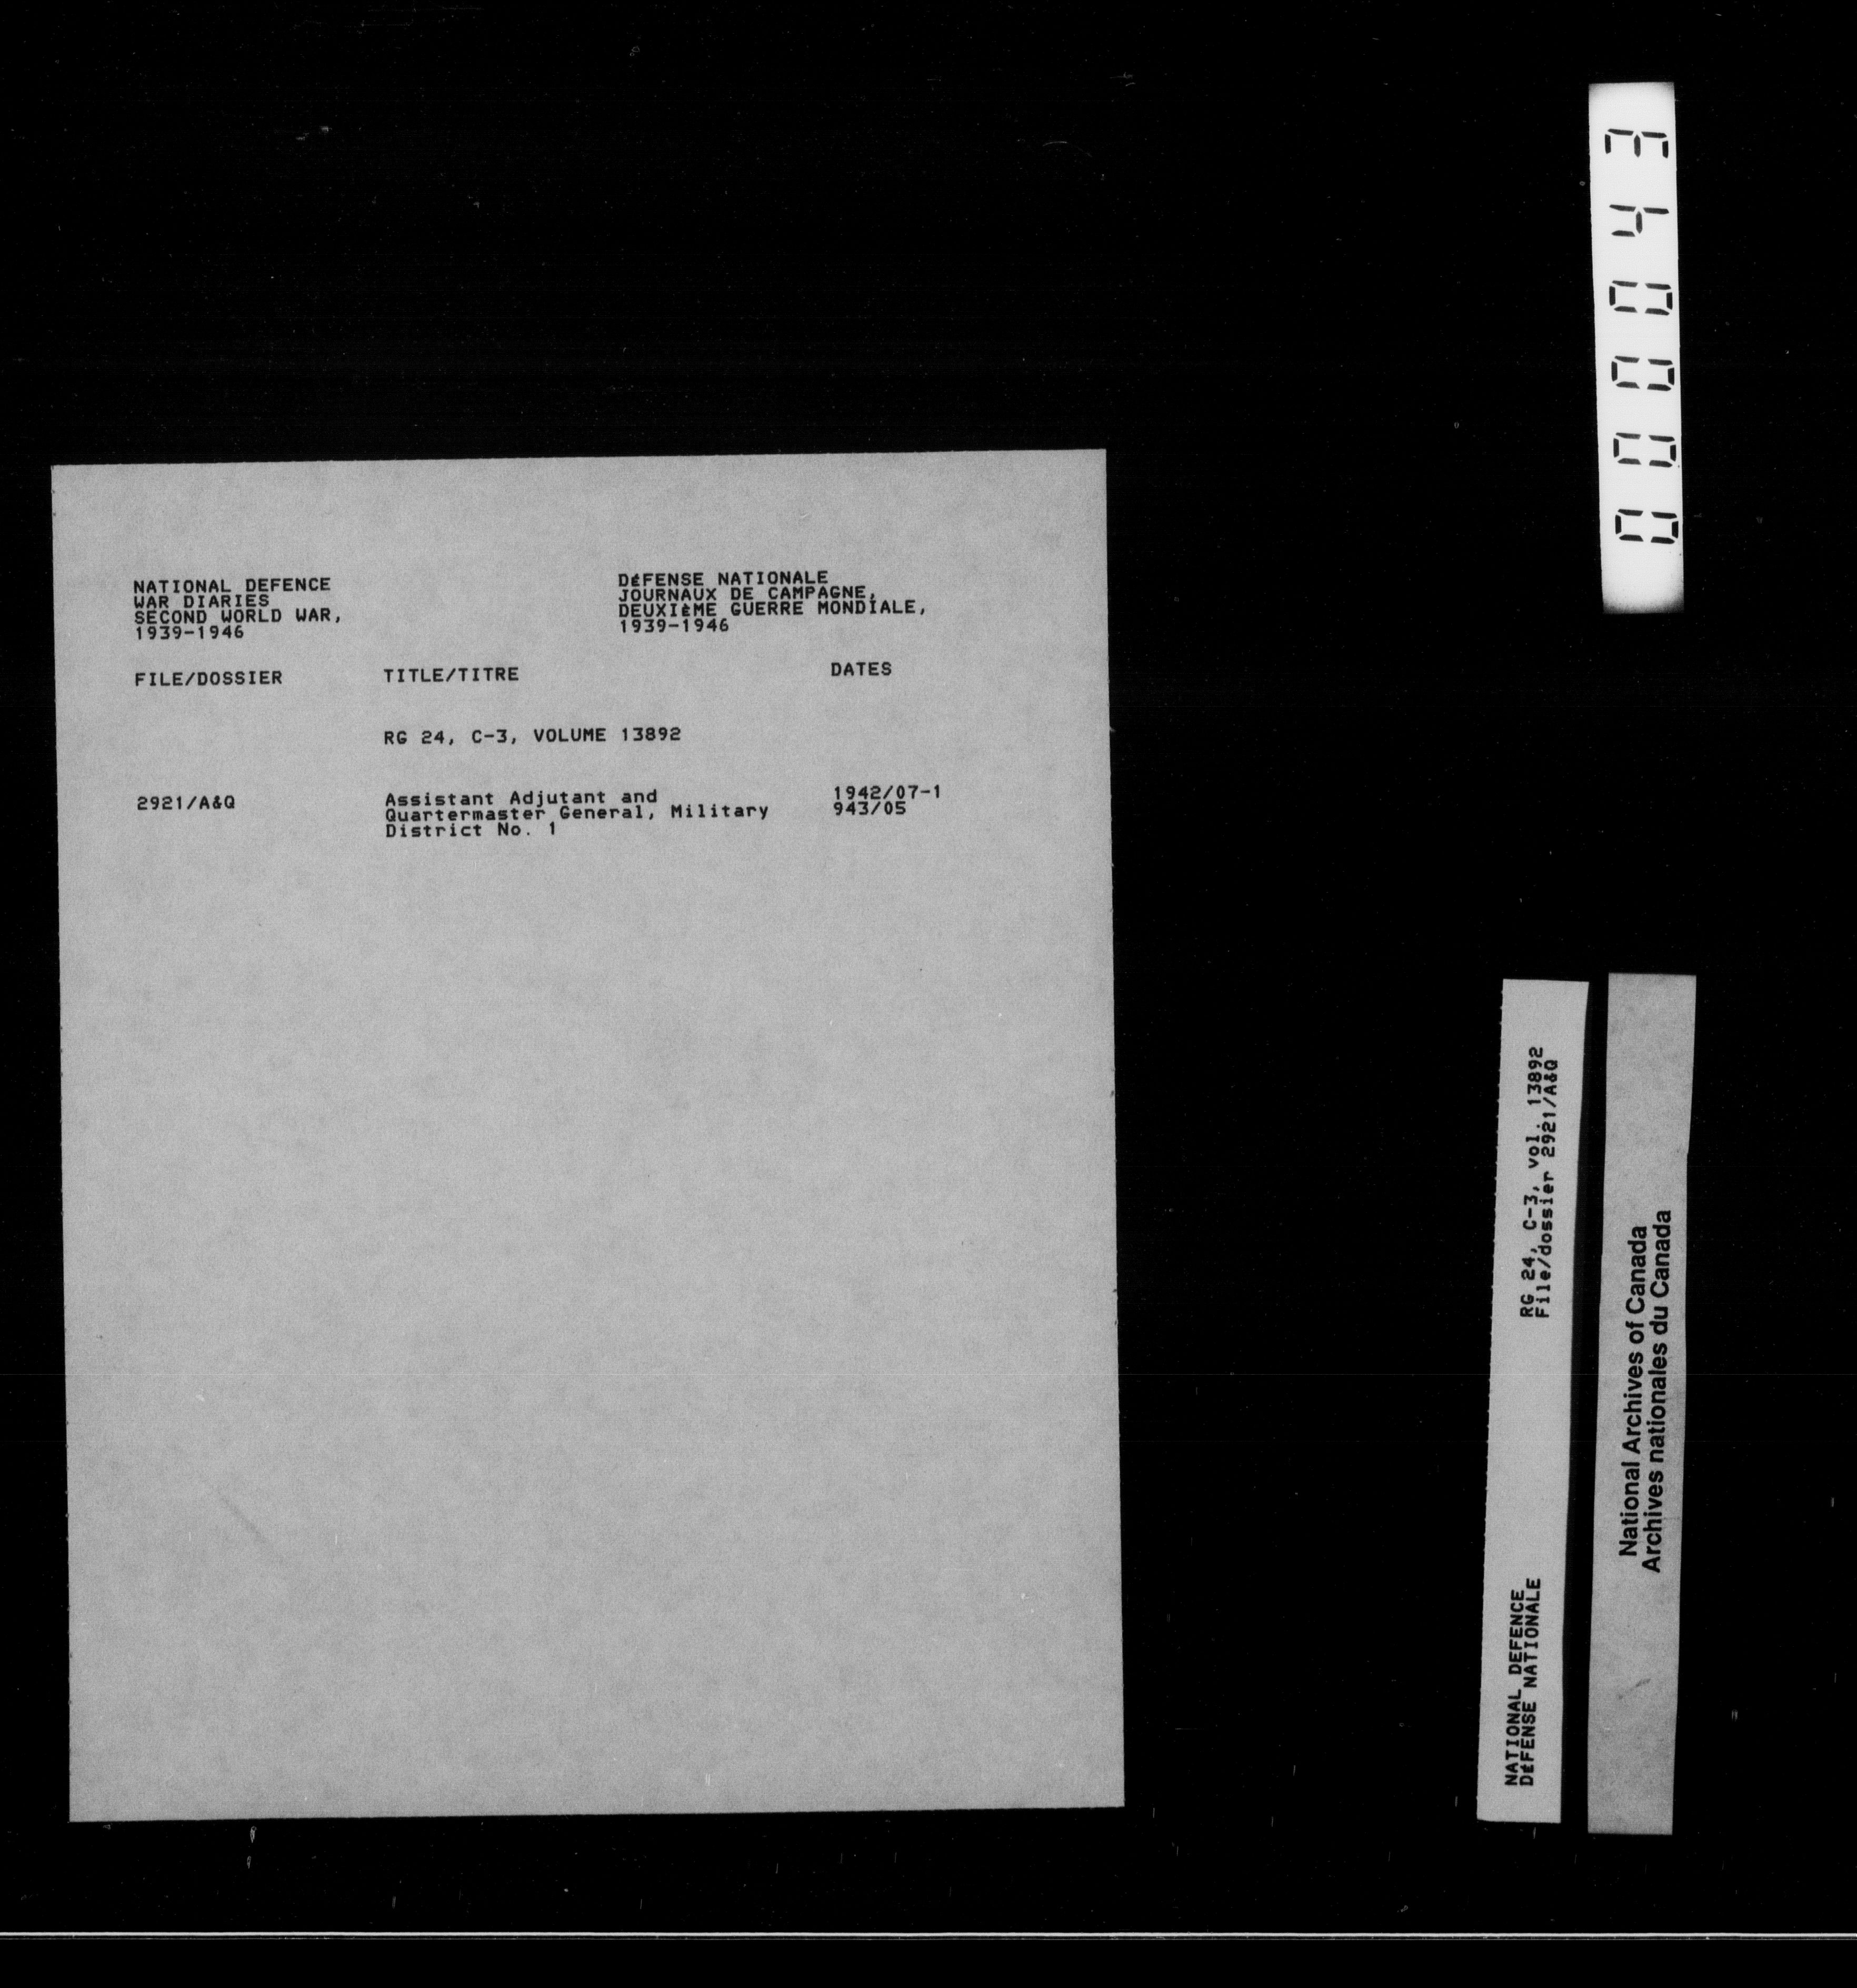 NATIONAL DEFENCE
WAR DIARIES
SECOND WORLD WAR,
1939-1946
DÉFENSE NATIONALE
JOURNAUX DE CAMPAGNE,
DEUXIÈME GUERRE MONDIALE,
1939-1946
FILE/DOSSIER TITLE/TITRE DATES
RG 24, C-3, VOLUME 13892
2921/A&Q Assistant Adjutant and 1942/07-1
Quartermaster General, Military 943/05
District No. 1
000043
RG 24, C-3, vol. 13892
File/dossier 2921/A&Q
NATIONAL DEFENCE
DÉFENSE NATIONALE
National Archives of Canada
Archives nationales du Canada